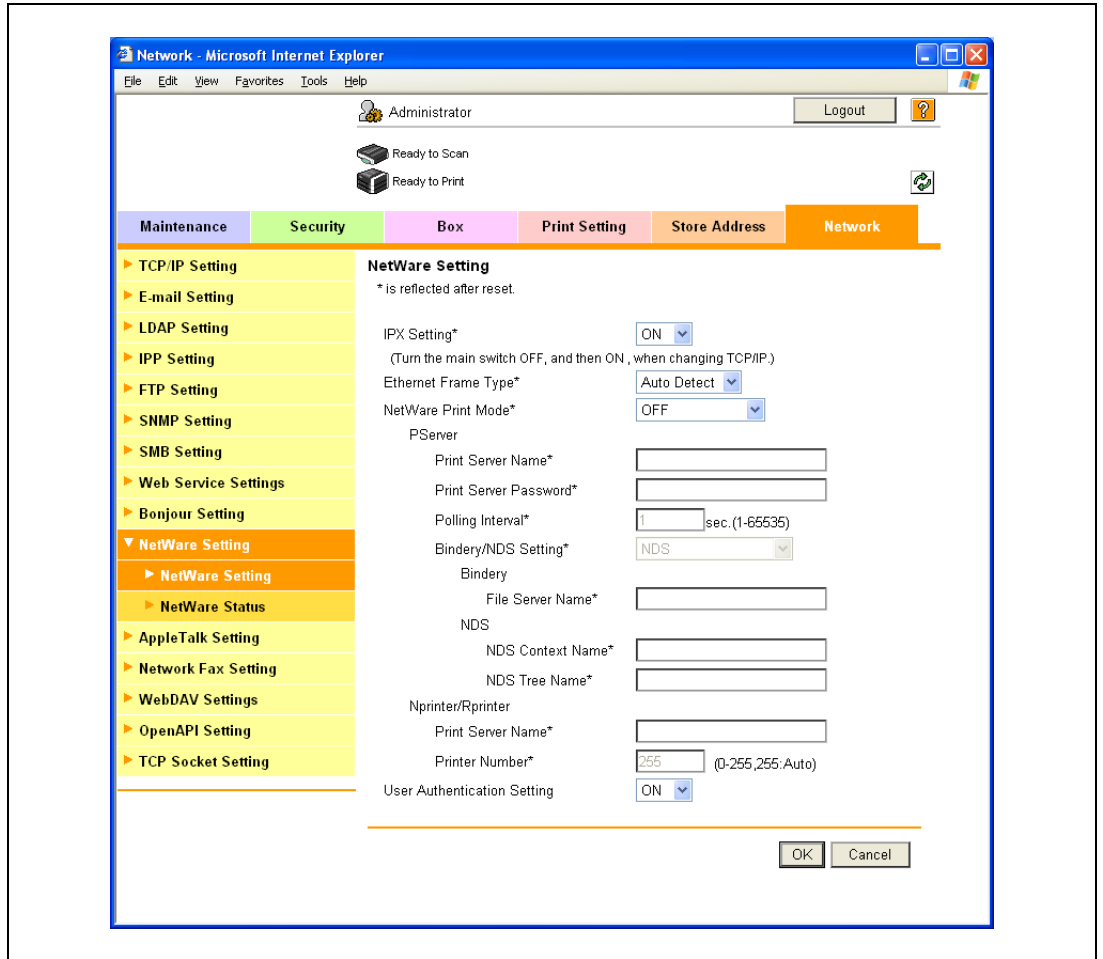 Network - Microsoft Internet Explorer
File Edit View Favorites Tools Help
Administrator
Logout
?
Ready to Scan
Ready to Print
Maintenance Security Box Print Setting Store Address Network
TCP/IP Setting
E-mail Setting
LDAP Setting
IPP Setting
FTP Setting
SNMP Setting
SMB Setting
Web Service Settings
Bonjour Setting
NetWare Setting
NetWare Setting
NetWare Status
AppleTalk Setting
Network Fax Setting
WebDAV Settings
OpenAPI Setting
TCP Socket Setting
NetWare Setting
* is reflected after reset.
IPX Setting* ON
(Turn the main switch OFF, and then ON , when changing TCP/IP.)
Ethernet Frame Type* Auto Detect
NetWare Print Mode* OFF
PServer
Print Server Name*
Print Server Password*
Polling Interval* 1 sec.(1-65535)
Bindery/NDS Setting* NDS
Bindery
File Server Name*
NDS
NDS Context Name*
NDS Tree Name*
Nprinter/Rprinter
Print Server Name*
Printer Number* 255 (0-255,255:Auto)
User Authentication Setting ON
OK Cancel